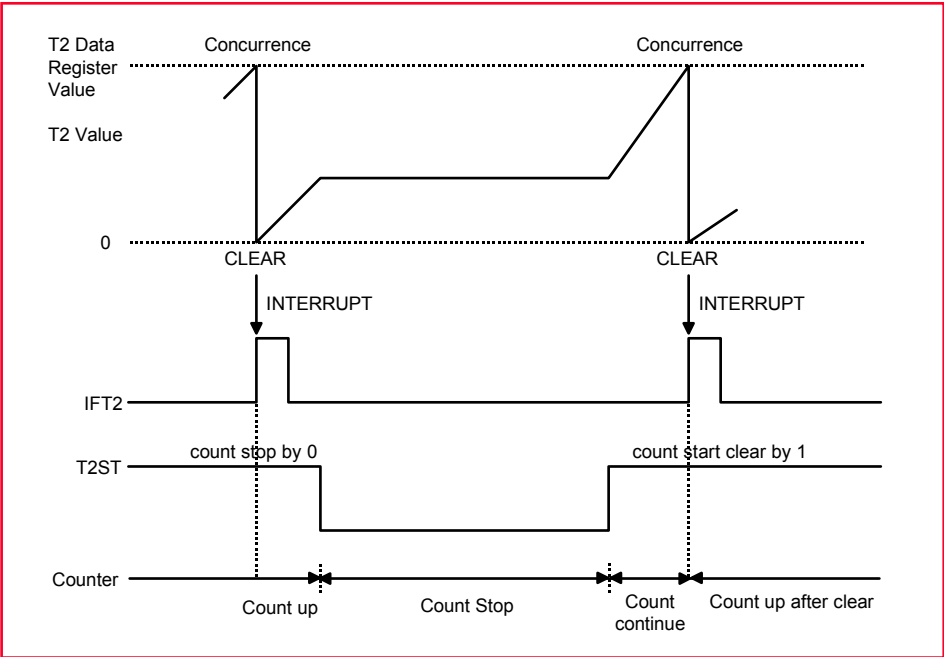 T2 Data
Register
Value
Concurrence
Concurrence
T2 Value
0
CLEAR
CLEAR
INTERRUPT
INTERRUPT
IFT2
count stop by 0
count start clear by 1
T2ST
Counter
Count up
Count Stop
Count
continue
Count up after clear